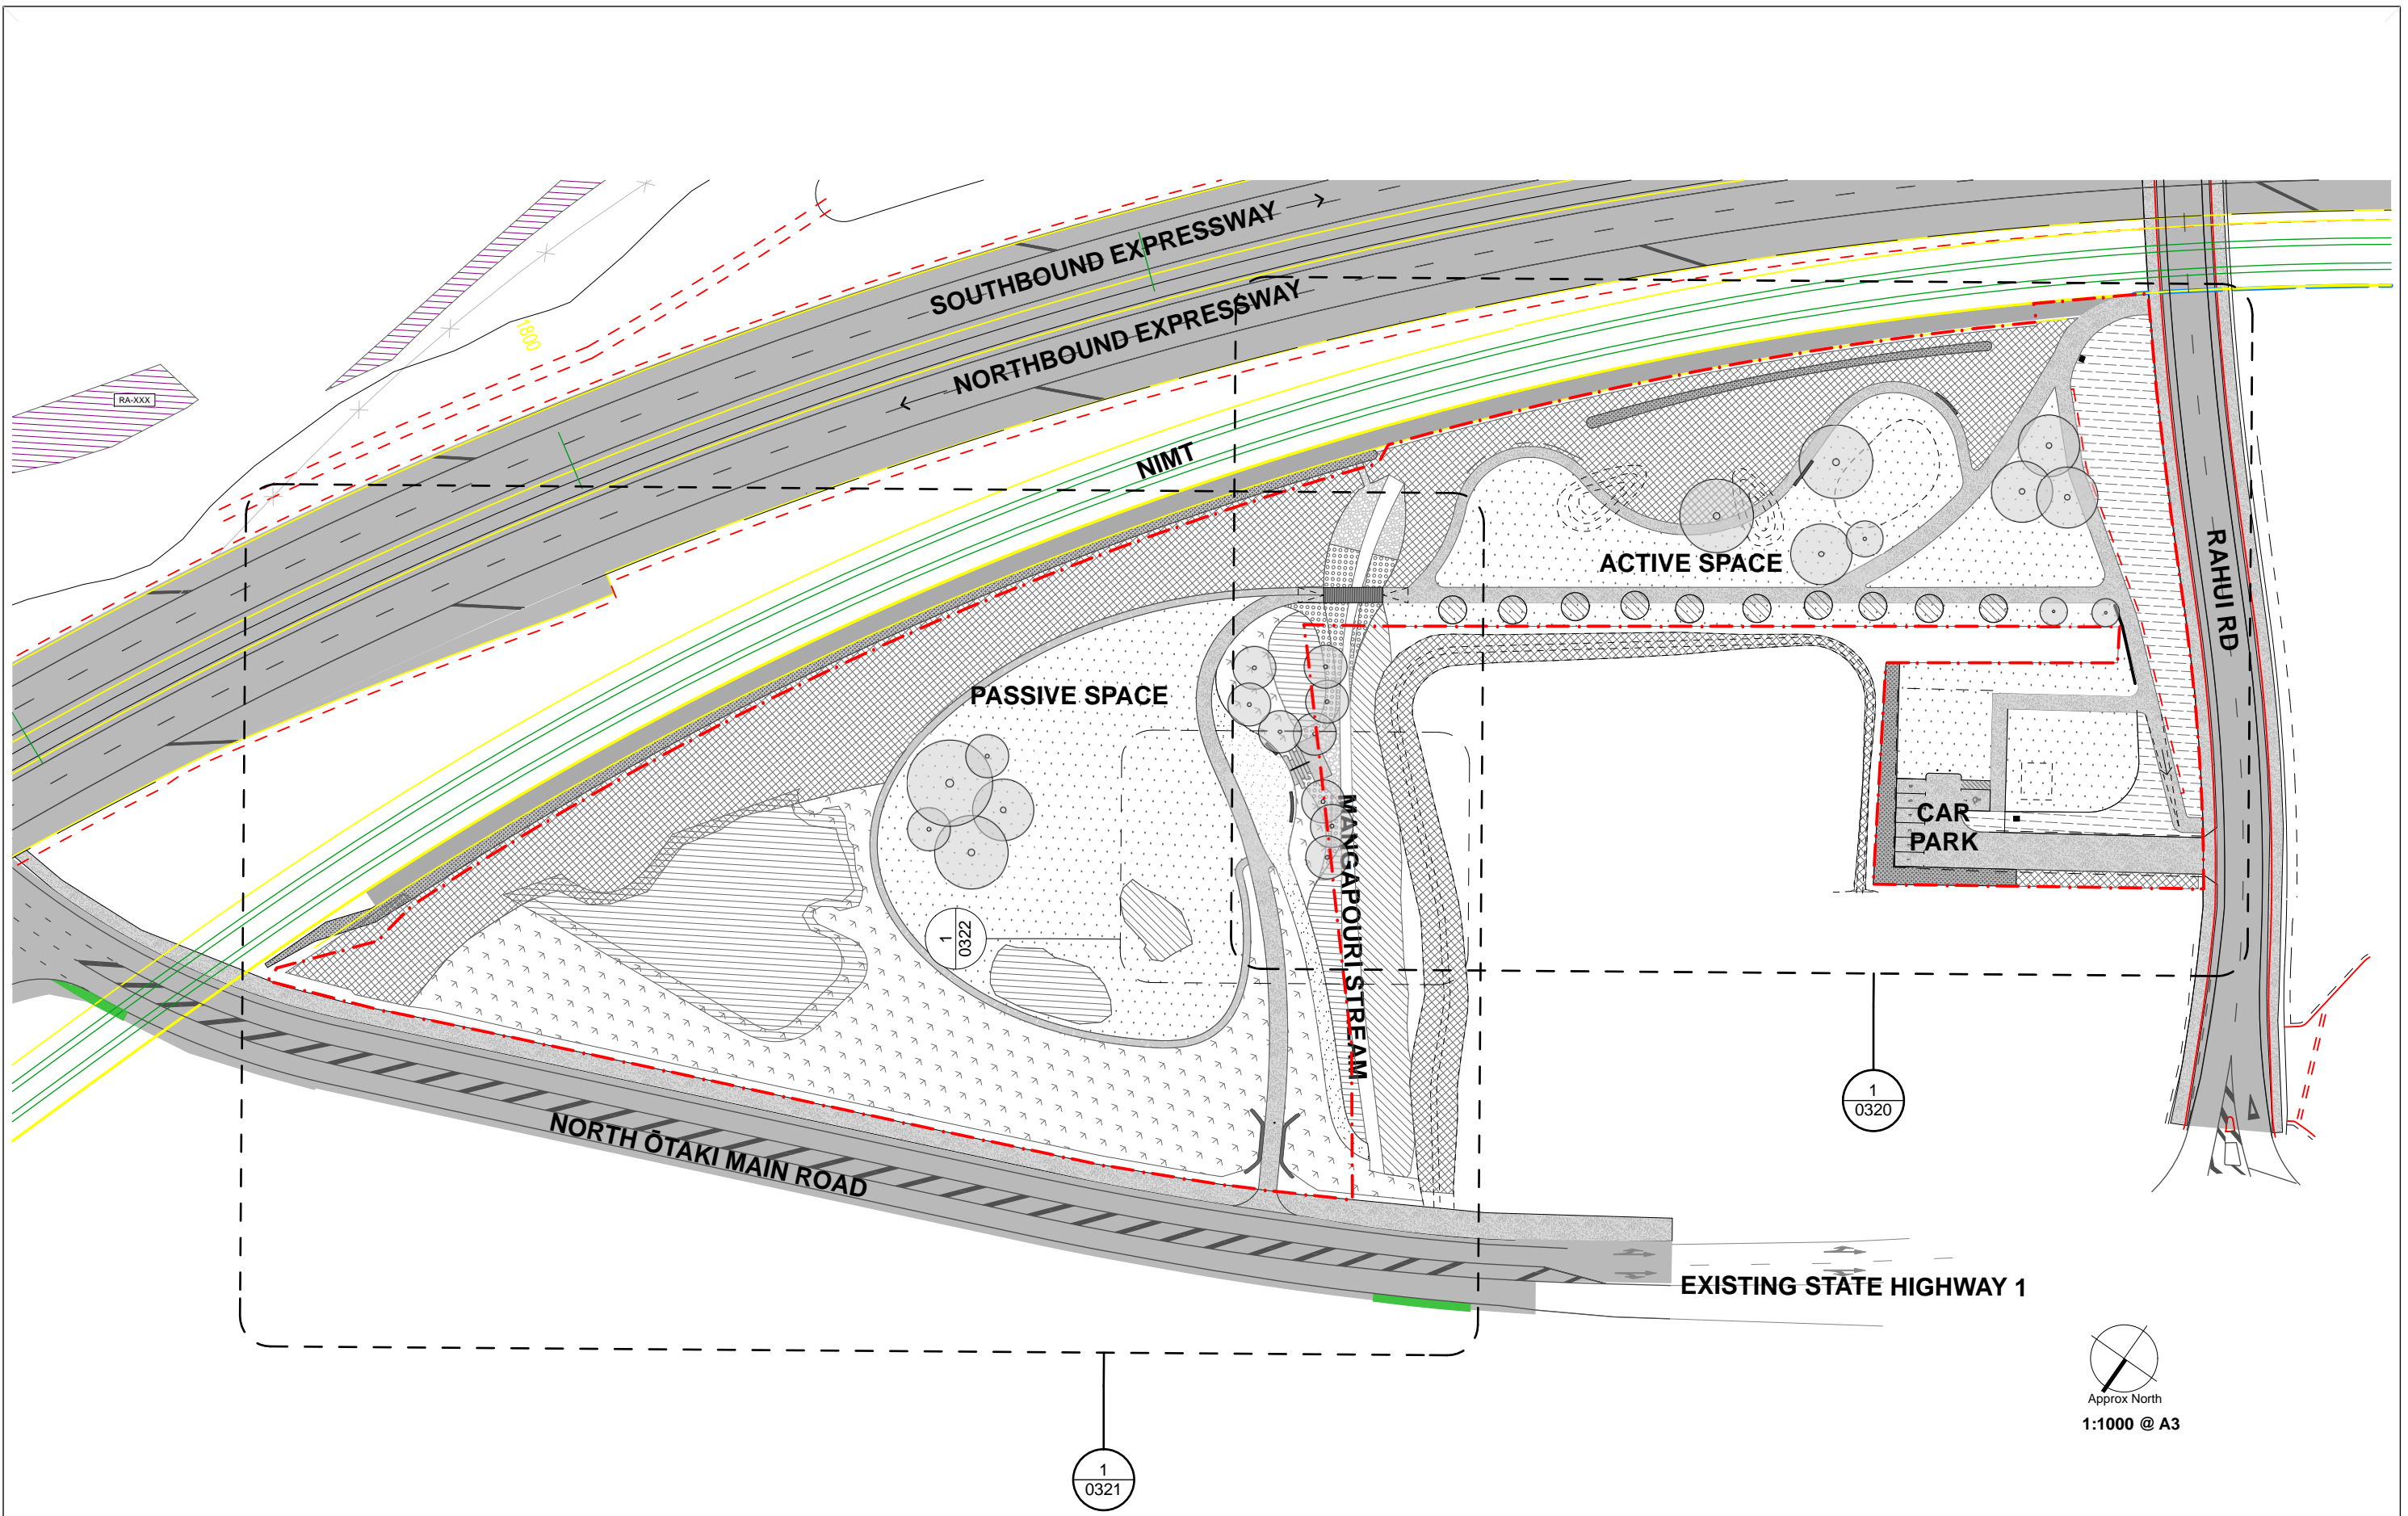 SOUTHBOUND EXPRESSWAY
NORTHBOUND EXPRESSWAY
1800
RA-XXX
NIMT
ACTIVE SPACE
RAHUI RD
PASSIVE SPACE
CAR
PARK
MANGAPOURI STREAM
1
0322
1
0320
NORTH ŌTAKI MAIN ROAD
EXISTING STATE HIGHWAY 1
Approx North
1:1000 @ A3
1
0321